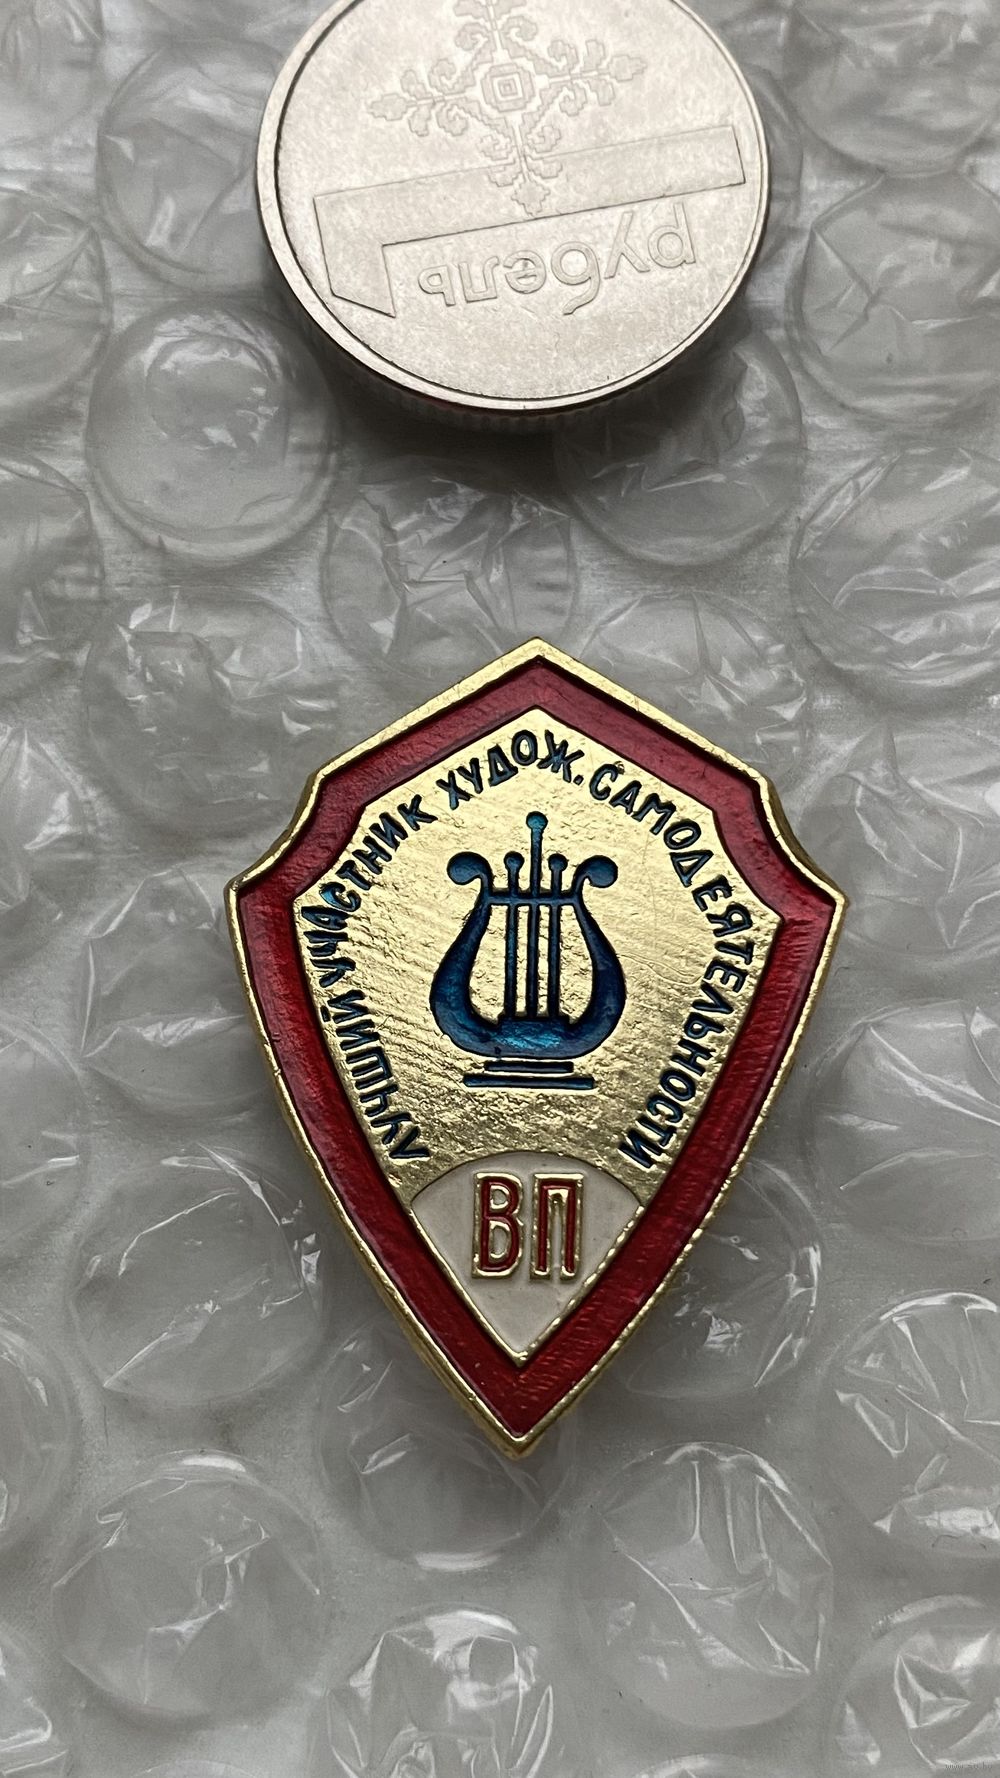 рубель
ЛУЧШИЙ УЧАСТНИК ХУДОЖ. САМОДЕЯТЕЛЬНОСТИ
ВП